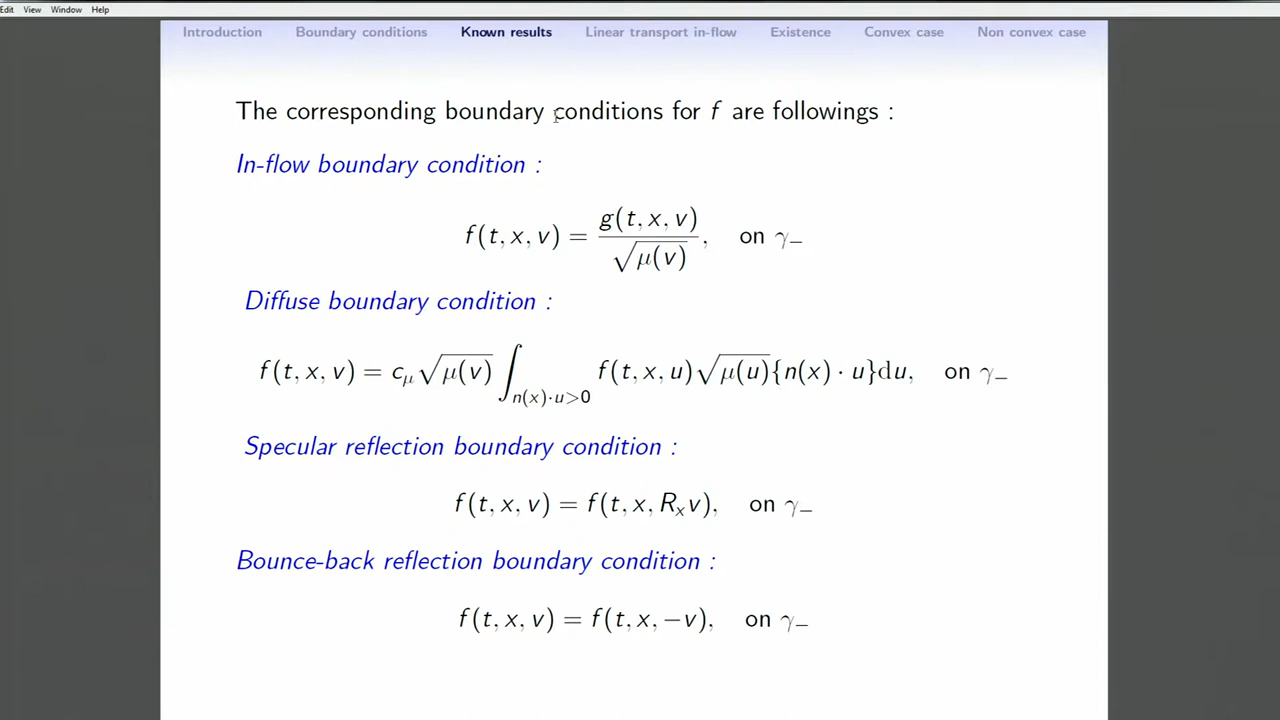 Edit View Window Help
Introduction Boundary conditions Known results Linear transport in-flow Existence Convex case Non convex case
The corresponding boundary conditions for f are followings :
In-flow boundary condition :
f(t, x, v) = g(t, x, v) / √μ(v), on γ₋
Diffuse boundary condition :
f(t, x, v) = c_μ √μ(v) ∫_{n(x)·u>0} f(t, x, u)√μ(u){n(x) · u}du, on γ₋
Specular reflection boundary condition :
f(t, x, v) = f(t, x, R_x v), on γ₋
Bounce-back reflection boundary condition :
f(t, x, v) = f(t, x, −v), on γ₋